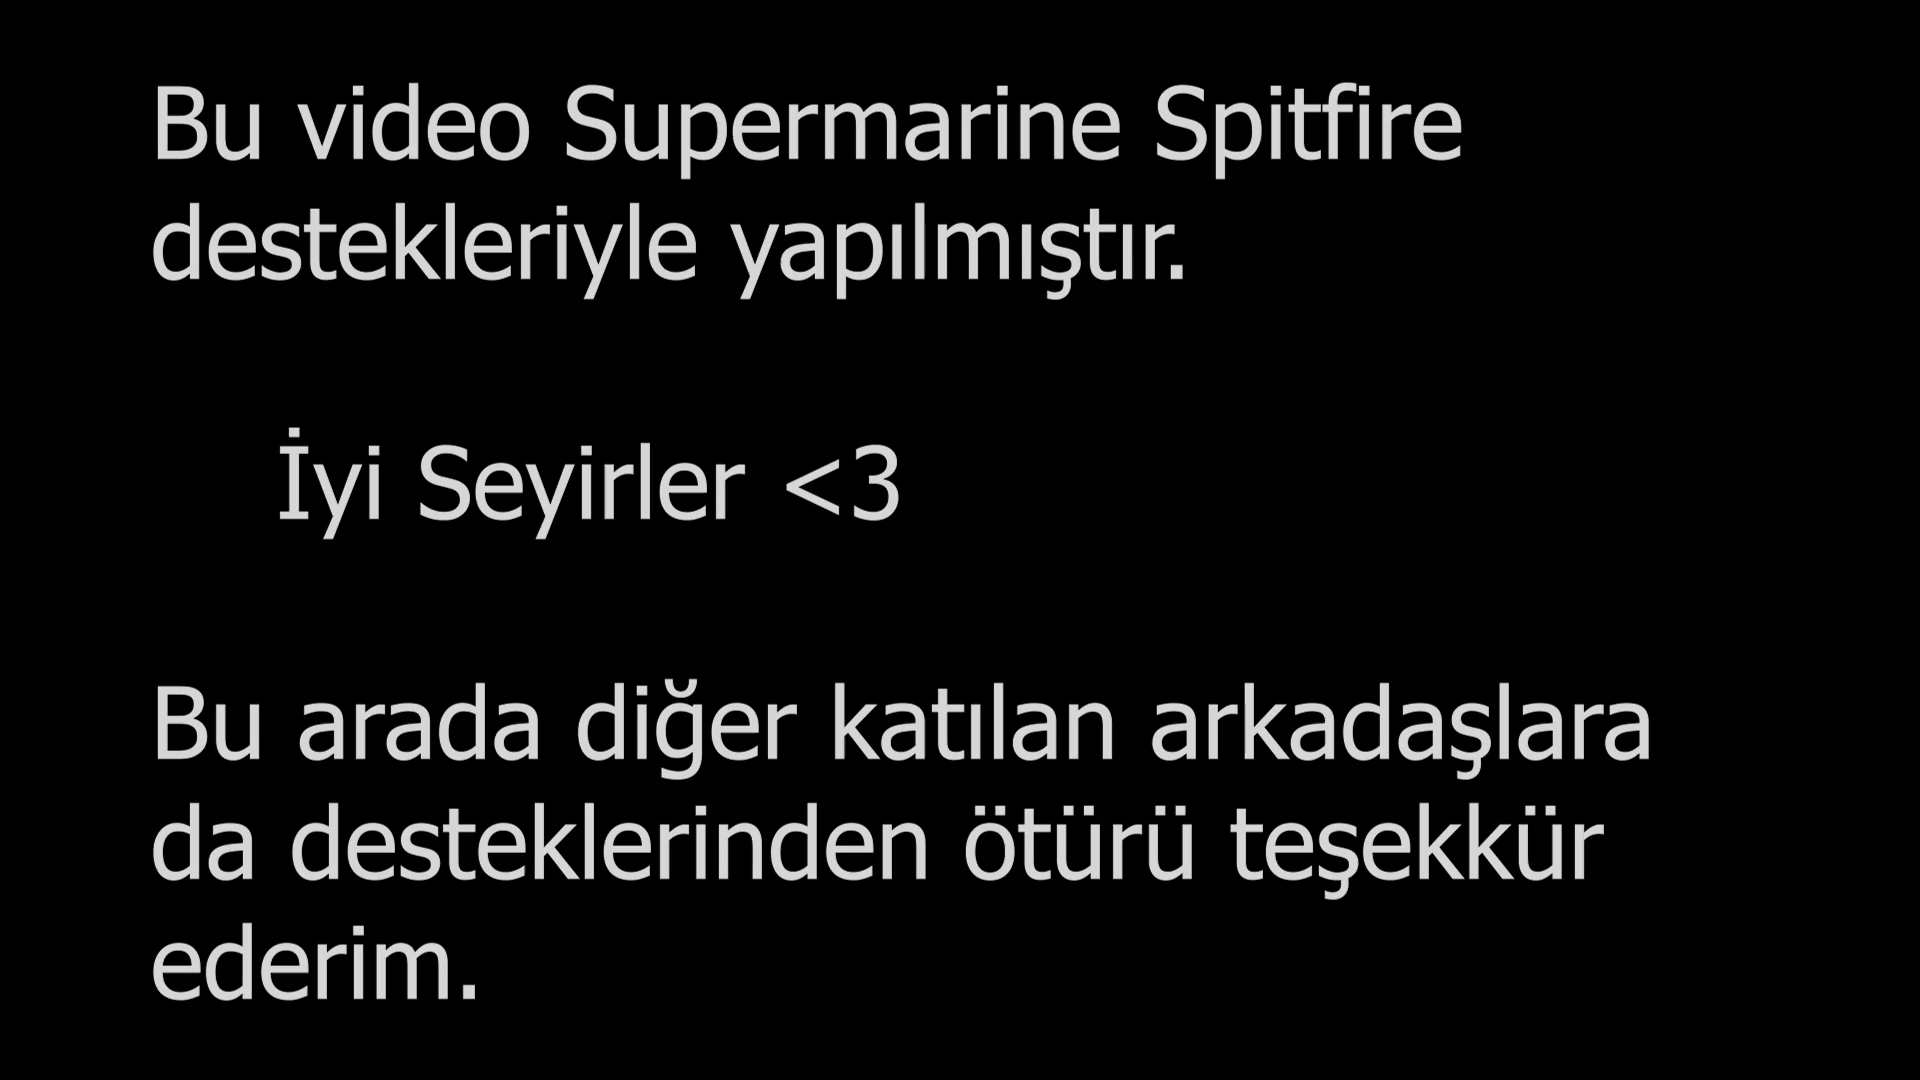 Bu video Supermarine Spitfire
destekleriyle yapılmıştır.
İyi Seyirler <3
Bu arada diğer katılan arkadaşlara
da desteklerinden ötürü teşekkür
ederim.